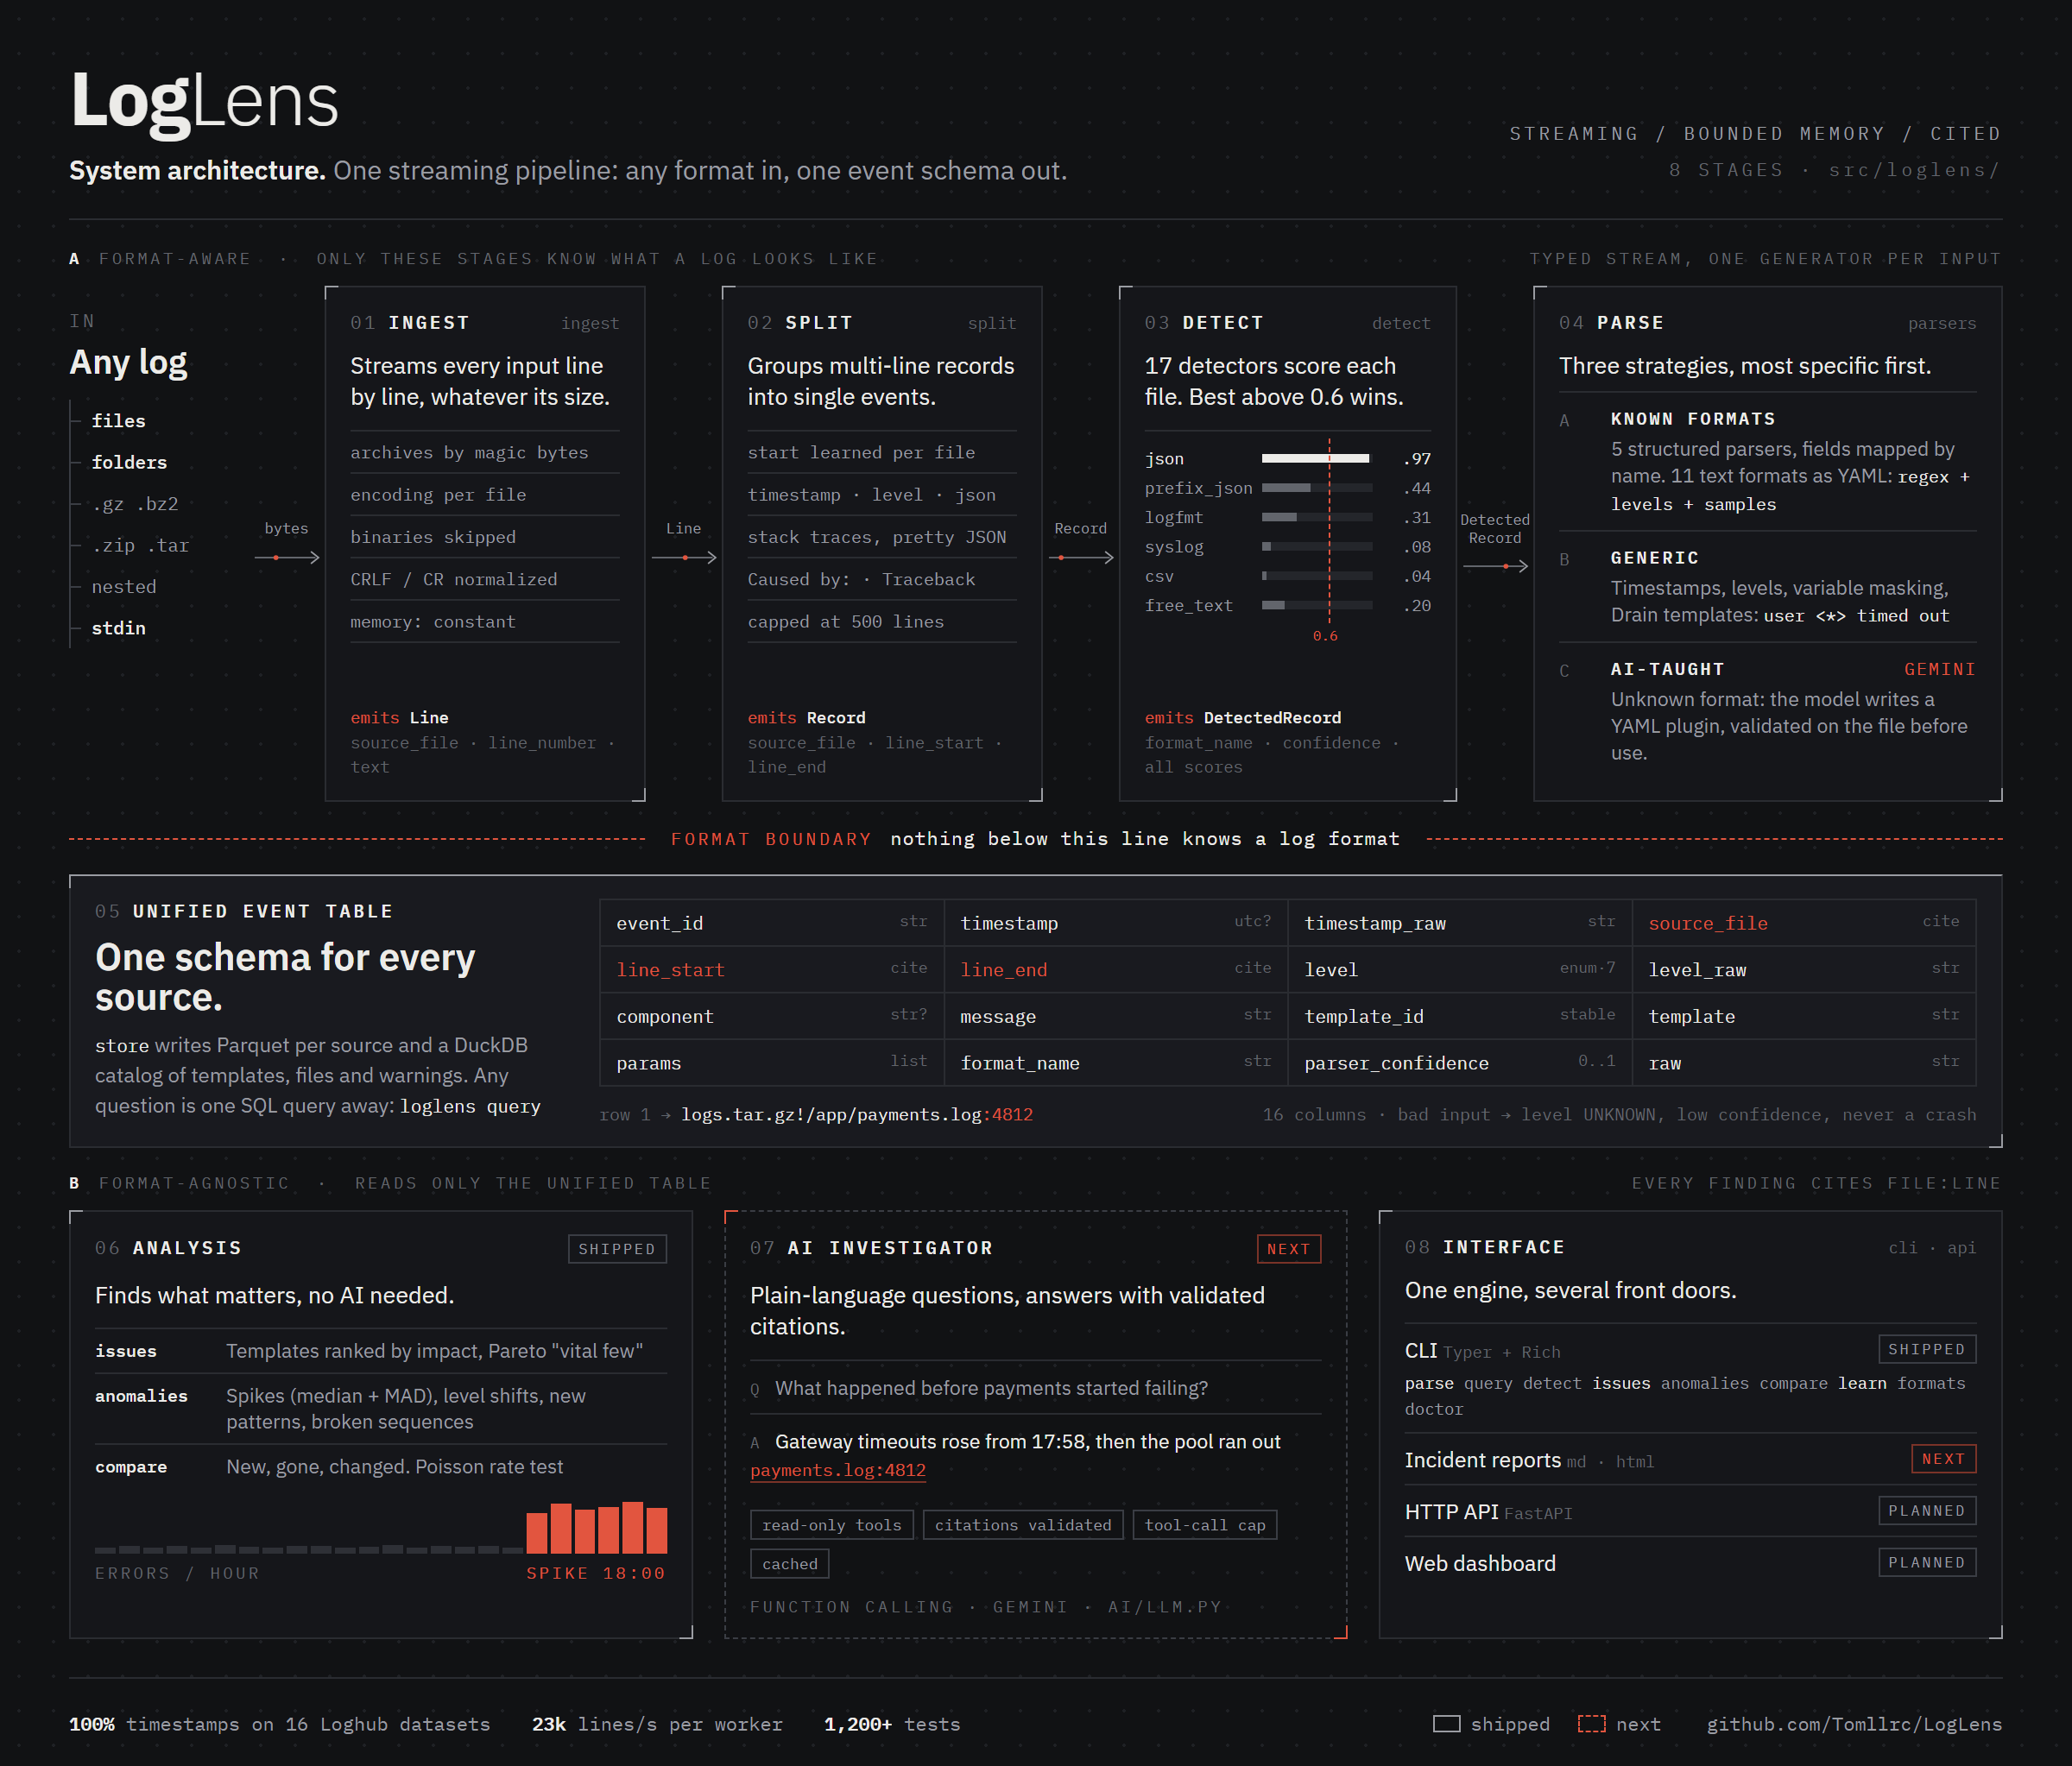 LogLens
System architecture. One streaming pipeline: any format in, one event schema out.
STREAMING / BOUNDED MEMORY / CITED
8 STAGES · src/loglens/
A FORMAT-AWARE · ONLY THESE STAGES KNOW WHAT A LOG LOOKS LIKE
TYPED STREAM, ONE GENERATOR PER INPUT
IN
Any log
files
folders
.gz .bz2
.zip .tar
nested
stdin
bytes
01 INGEST ingest
Streams every input line
by line, whatever its size.
archives by magic bytes
encoding per file
binaries skipped
CRLF / CR normalized
memory: constant
emits Line
source_file · line_number ·
text
Line
02 SPLIT split
Groups multi-line records
into single events.
start learned per file
timestamp · level · json
stack traces, pretty JSON
Caused by: · Traceback
capped at 500 lines
emits Record
source_file · line_start ·
line_end
Record
03 DETECT detect
17 detectors score each
file. Best above 0.6 wins.
json .97
prefix_json .44
logfmt .31
syslog .08
csv .04
free_text .20
0.6
emits DetectedRecord
format_name · confidence ·
all scores
Detected
Record
04 PARSE parsers
Three strategies, most specific first.
A KNOWN FORMATS
5 structured parsers, fields mapped by
name. 11 text formats as YAML: regex +
levels + samples
B GENERIC
Timestamps, levels, variable masking,
Drain templates: user <*> timed out
C AI-TAUGHT GEMINI
Unknown format: the model writes a
YAML plugin, validated on the file before
use.
FORMAT BOUNDARY nothing below this line knows a log format
05 UNIFIED EVENT TABLE
One schema for every
source.
store writes Parquet per source and a DuckDB
catalog of templates, files and warnings. Any
question is one SQL query away: loglens query
event_id str timestamp utc? timestamp_raw str source_file cite
line_start cite line_end cite level enum·7 level_raw str
component str? message str template_id stable template str
params list format_name str parser_confidence 0..1 raw str
row 1 → logs.tar.gz!/app/payments.log:4812
16 columns · bad input → level UNKNOWN, low confidence, never a crash
B FORMAT-AGNOSTIC · READS ONLY THE UNIFIED TABLE
EVERY FINDING CITES FILE:LINE
06 ANALYSIS SHIPPED
Finds what matters, no AI needed.
issues Templates ranked by impact, Pareto "vital few"
anomalies Spikes (median + MAD), level shifts, new
patterns, broken sequences
compare New, gone, changed. Poisson rate test
ERRORS / HOUR SPIKE 18:00
07 AI INVESTIGATOR NEXT
Plain-language questions, answers with validated
citations.
Q What happened before payments started failing?
A Gateway timeouts rose from 17:58, then the pool ran out
payments.log:4812
read-only tools citations validated tool-call cap
cached
FUNCTION CALLING · GEMINI · AI/LLM.PY
08 INTERFACE cli · api
One engine, several front doors.
CLI Typer + Rich SHIPPED
parse query detect issues anomalies compare learn formats
doctor
Incident reports md · html NEXT
HTTP API FastAPI PLANNED
Web dashboard PLANNED
100% timestamps on 16 Loghub datasets 23k lines/s per worker 1,200+ tests
shipped next github.com/Tomllrc/LogLens